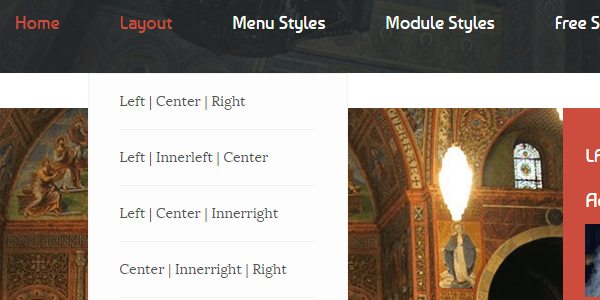 Home Layout Menu Styles Module Styles Free S
Left | Center | Right
Left | Innerleft | Center
Left | Center | Innerright
Center | Innerright | Right